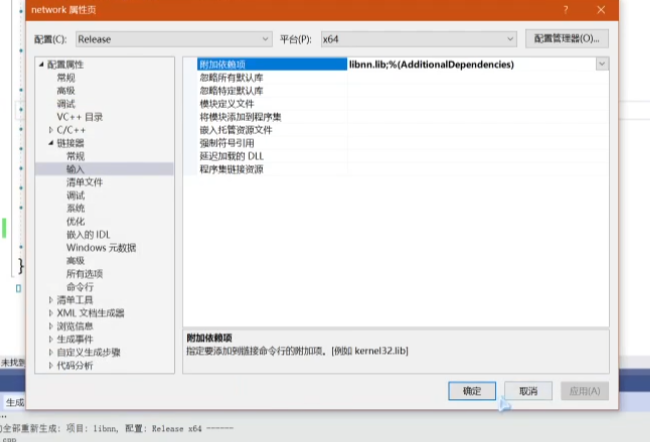 network 属性页
配置(C): Release 平台(P): x64 配置管理器(O)...
配置属性
常规
高级
调试
VC++ 目录
C/C++
链接器
常规
输入
清单文件
调试
系统
优化
嵌入的 IDL
Windows 元数据
高级
所有选项
命令行
清单工具
XML 文档生成器
浏览信息
生成事件
自定义生成步骤
代码分析
附加依赖项 libnn.lib;%(AdditionalDependencies)
忽略所有默认库
忽略特定默认库
模块定义文件
将模块添加到程序集
嵌入托管资源文件
强制符号引用
延迟加载的 DLL
程序集链接资源
附加依赖项
指定要添加到链接命令行的附加项。[例如 kernel32.lib]
确定 取消 应用(A)
}
未找到
生成
全部重新生成: 项目: libnn, 配置: Release x64 ------